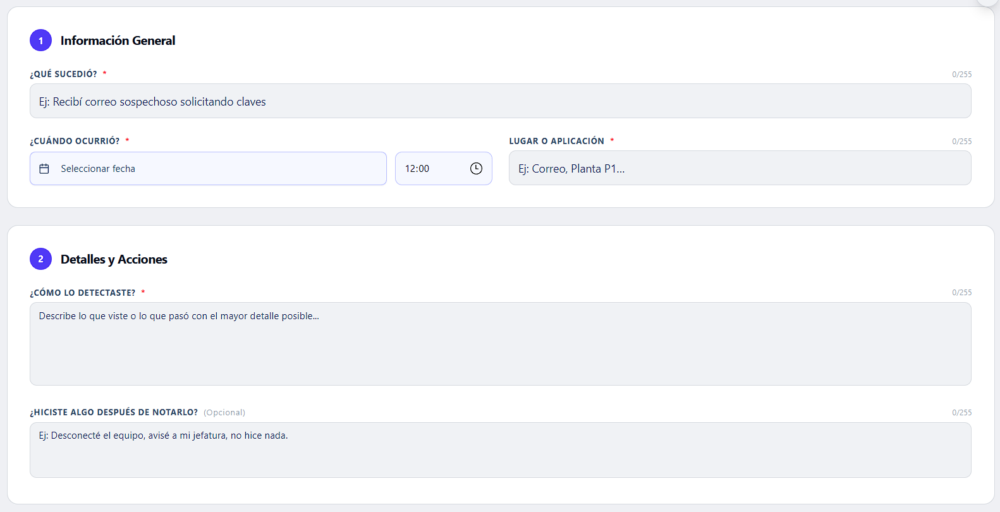 1 Información General
¿QUÉ SUCEDIÓ? * 0/255
Ej: Recibí correo sospechoso solicitando claves
¿CUÁNDO OCURRIÓ? *
Seleccionar fecha
12:00
LUGAR O APLICACIÓN * 0/255
Ej: Correo, Planta P1...
2 Detalles y Acciones
¿CÓMO LO DETECTASTE? * 0/255
Describe lo que viste o lo que pasó con el mayor detalle posible...
¿HICISTE ALGO DESPUÉS DE NOTARLO? (Opcional) 0/255
Ej: Desconecté el equipo, avisé a mi jefatura, no hice nada.